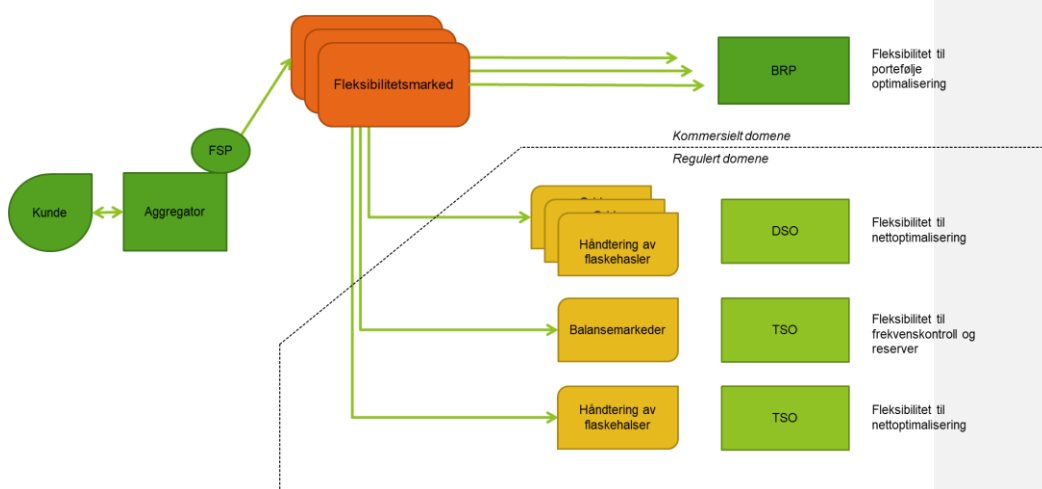 Fleksibilitetsmarked
BRP
Fleksibilitet til
portefølje
optimalisering
Kommersielt domene
Regulert domene
FSP
Kunde
Aggregator
Håndtering av
flaskehasler
DSO
Fleksibilitet til
nettoptimalisering
Balansemarkeder
TSO
Fleksibilitet til
frekvenskontroll og
reserver
Håndtering av
flaskehalser
TSO
Fleksibilitet til
nettoptimalisering